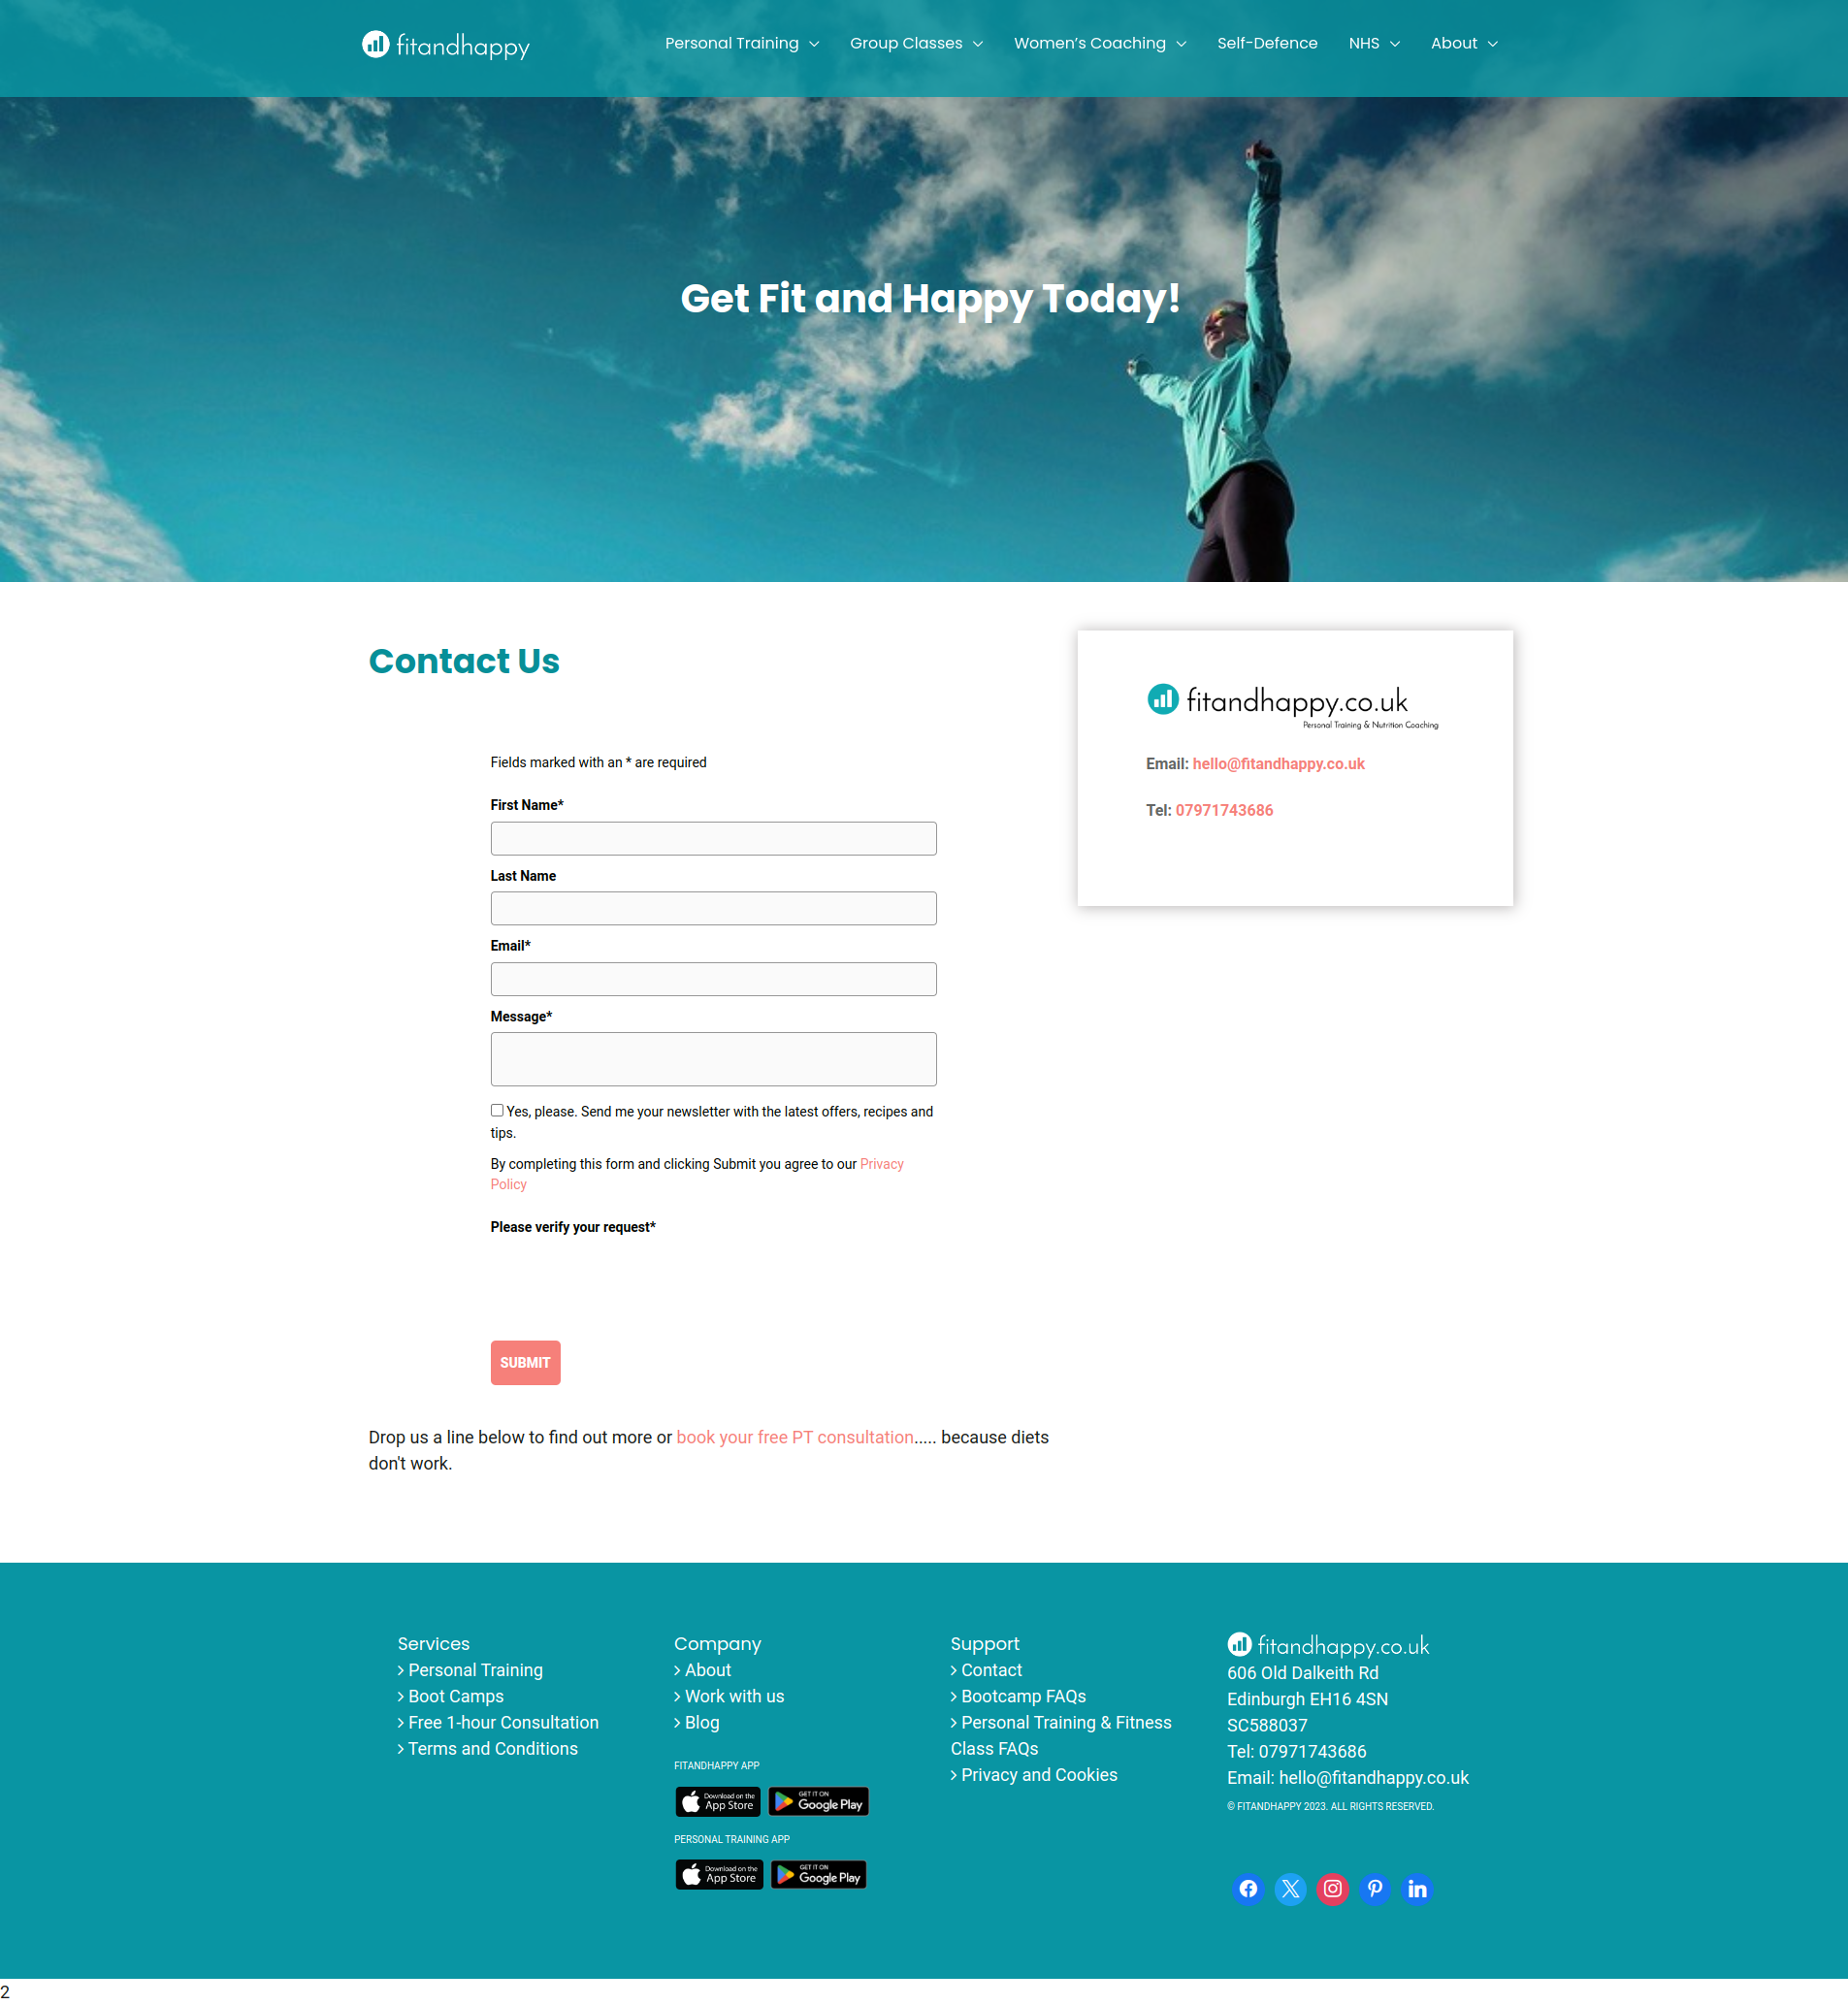 fitandhappy
Personal Training
Group Classes
Women's Coaching
Self-Defence
NHS
About
Get Fit and Happy Today!
Contact Us
Fields marked with an * are required
First Name*
Last Name
Email*
Message*
Yes, please. Send me your newsletter with the latest offers, recipes and
tips.
By completing this form and clicking Submit you agree to our Privacy
Policy
Please verify your request*
SUBMIT
Drop us a line below to find out more or book your free PT consultation..... because diets
don't work.
fitandhappy.co.uk
Personal Training & Nutrition Coaching
Email: hello@fitandhappy.co.uk
Tel: 07971743686
Services
Personal Training
Boot Camps
Free 1-hour Consultation
Terms and Conditions
Company
About
Work with us
Blog
FITANDHAPPY APP
Download on the
App Store
GET IT ON
Google Play
PERSONAL TRAINING APP
Download on the
App Store
GET IT ON
Google Play
Support
Contact
Bootcamp FAQs
Personal Training & Fitness
Class FAQs
Privacy and Cookies
fitandhappy.co.uk
606 Old Dalkeith Rd
Edinburgh EH16 4SN
SC588037
Tel: 07971743686
Email: hello@fitandhappy.co.uk
© FITANDHAPPY 2023. ALL RIGHTS RESERVED.
2